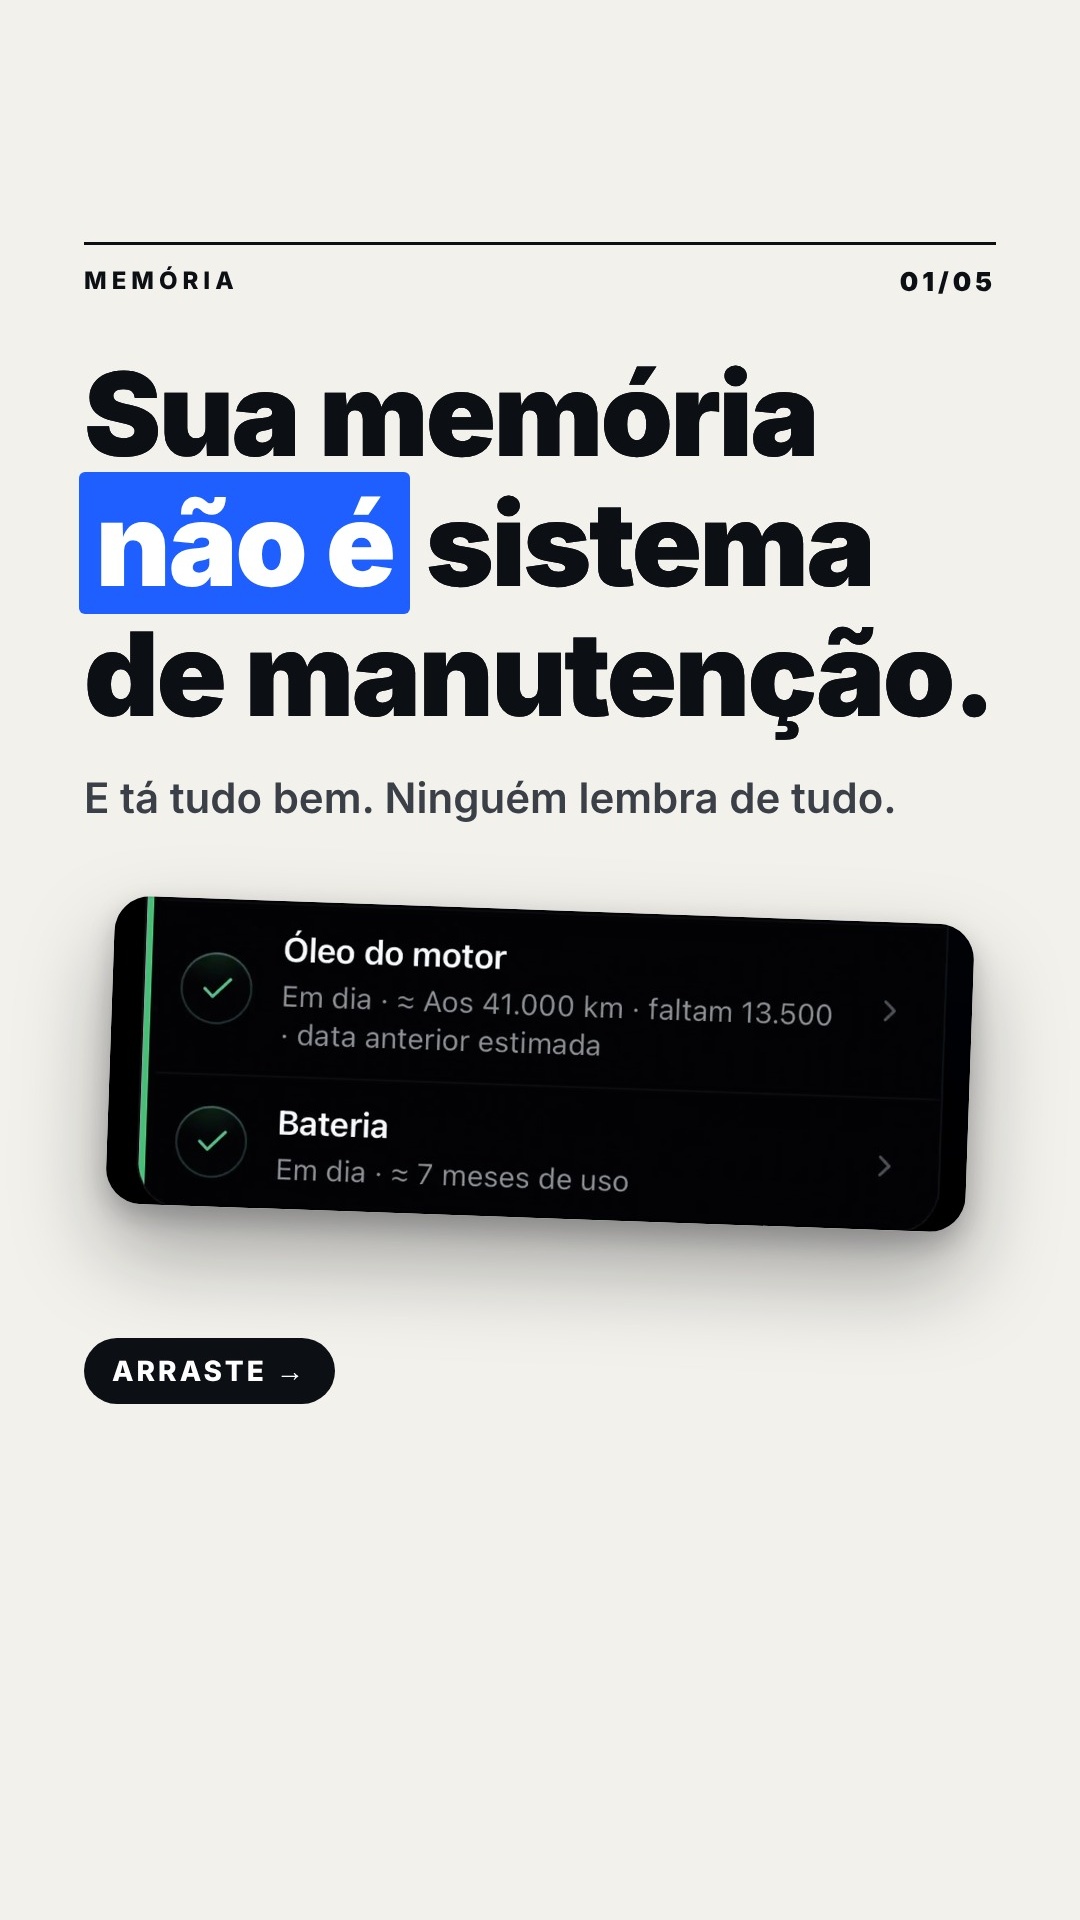 MEMÓRIA
01/05
Sua memória
não é sistema
de manutenção.
E tá tudo bem. Ninguém lembra de tudo.
Óleo do motor
Em dia · ≈ Aos 41.000 km · faltam 13.500
· data anterior estimada
Bateria
Em dia · ≈ 7 meses de uso
ARRASTE →